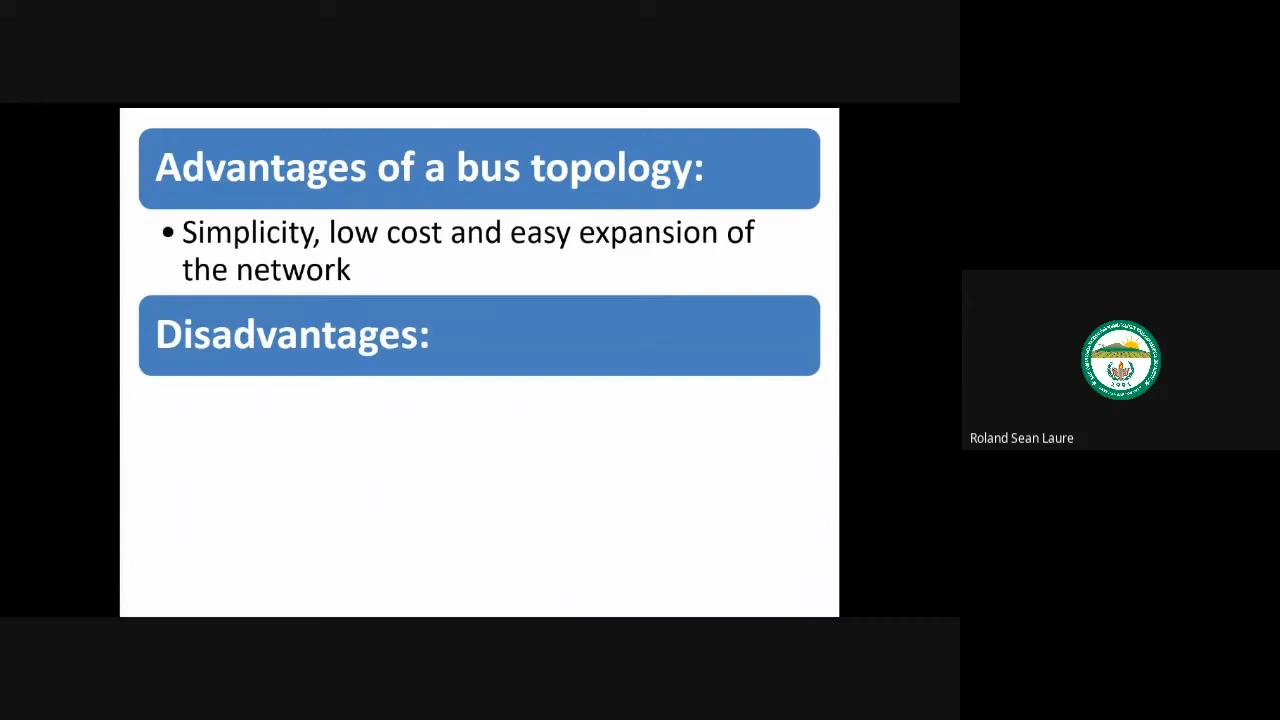 Advantages of a bus topology:
• Simplicity, low cost and easy expansion of
the network
Disadvantages:
Roland Sean Laure